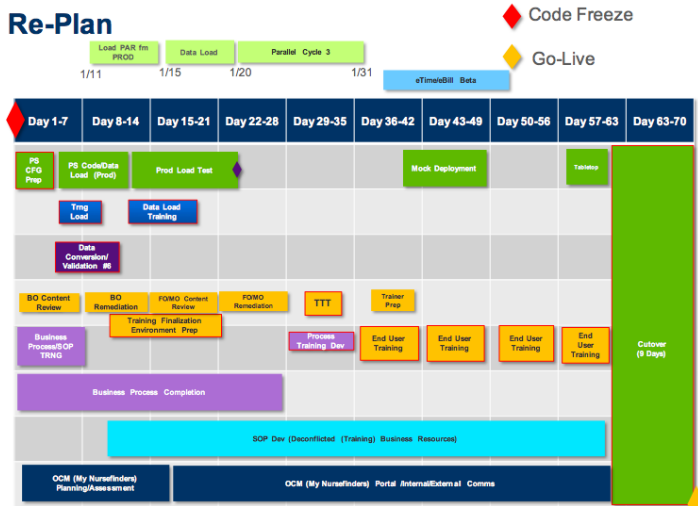 Re-Plan
Code Freeze
Go-Live
Load PAR fm
PROD
Data Load
Parallel Cycle 3
1/11
1/15
1/20
1/31
eTime/eBill Beta
Day 1-7
Day 8-14
Day 15-21
Day 22-28
Day 29-35
Day 36-42
Day 43-49
Day 50-56
Day 57-63
Day 63-70
PS
CFG
Prep
PS Code/Data
Load (Prod)
Prod Load Test
Mock Deployment
Tabletop
Trng
Load
Data Load
Training
Data
Conversion/
Validation #6
BO Content
Review
BO
Remediation
FO/MO Content
Review
FO/MO
Remediation
TTT
Trainer
Prep
Training Finalization
Environment Prep
Business
Process/SOP
TRNG
Process
Training Dev
End User
Training
End User
Training
End User
Training
End
User
Training
Cutover
(9 Days)
Business Process Completion
SOP Dev (Deconflicted (Training) Business Resources)
OCM (My Nursefinders)
Planning/Assessment
OCM (My Nursefinders) Portal /Internal/External Comms